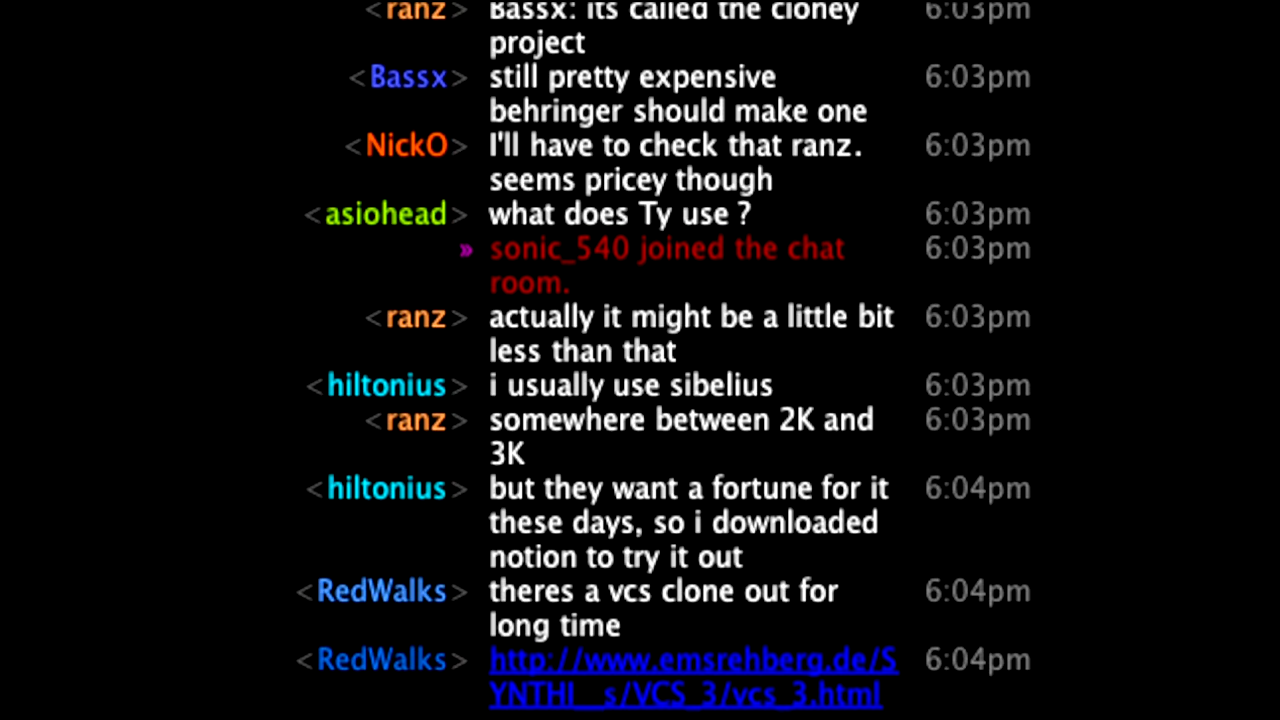 <ranz> Bassx: its called the cloney 6:03pm
project
<Bassx> still pretty expensive 6:03pm
behringer should make one
<NickO> I'll have to check that ranz. 6:03pm
seems pricey though
<asiohead> what does Ty use ? 6:03pm
» sonic_540 joined the chat 6:03pm
room.
<ranz> actually it might be a little bit 6:03pm
less than that
<hiltonius> i usually use sibelius 6:03pm
<ranz> somewhere between 2K and 6:03pm
3K
<hiltonius> but they want a fortune for it 6:04pm
these days, so i downloaded
notion to try it out
<RedWalks> theres a vcs clone out for 6:04pm
long time
<RedWalks> http://www.emsrehberg.de/S 6:04pm
YNTHI__s/VCS_3/vcs_3.html